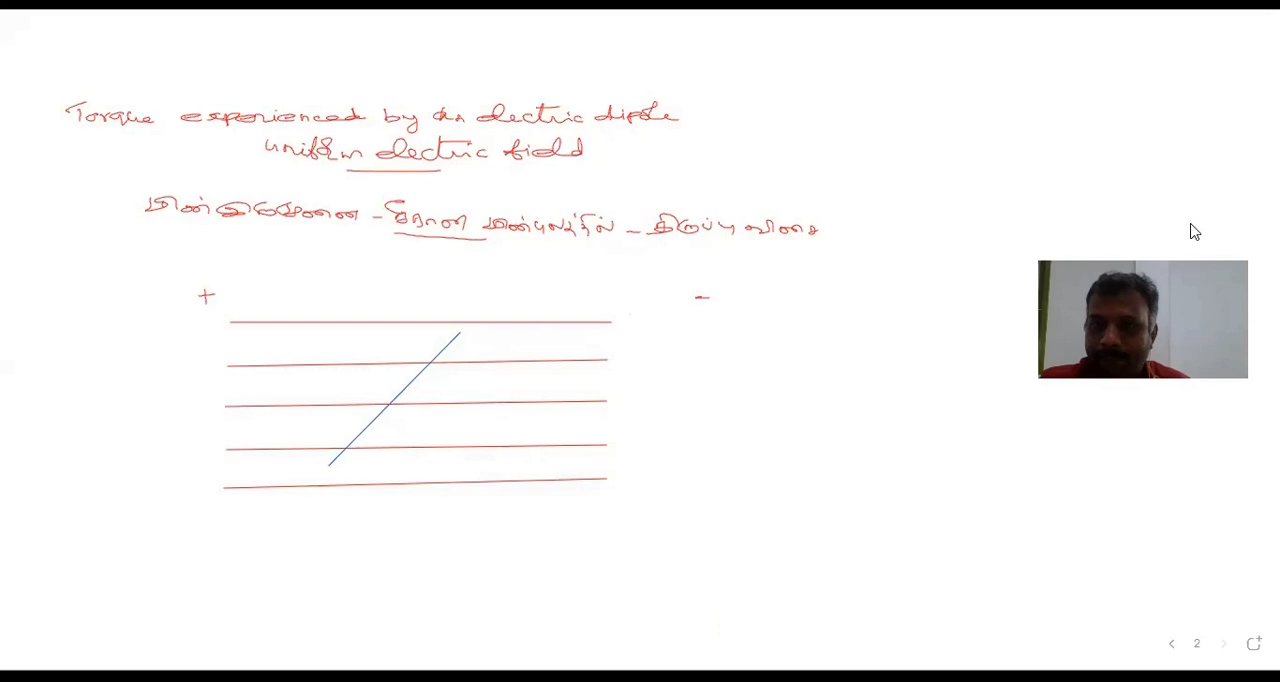 Torque experienced by an electric dipole
uniform electric field
மின்இருமுனை - சீரான மின்புலத்தில் - திருப்பு விசை
+ -
2